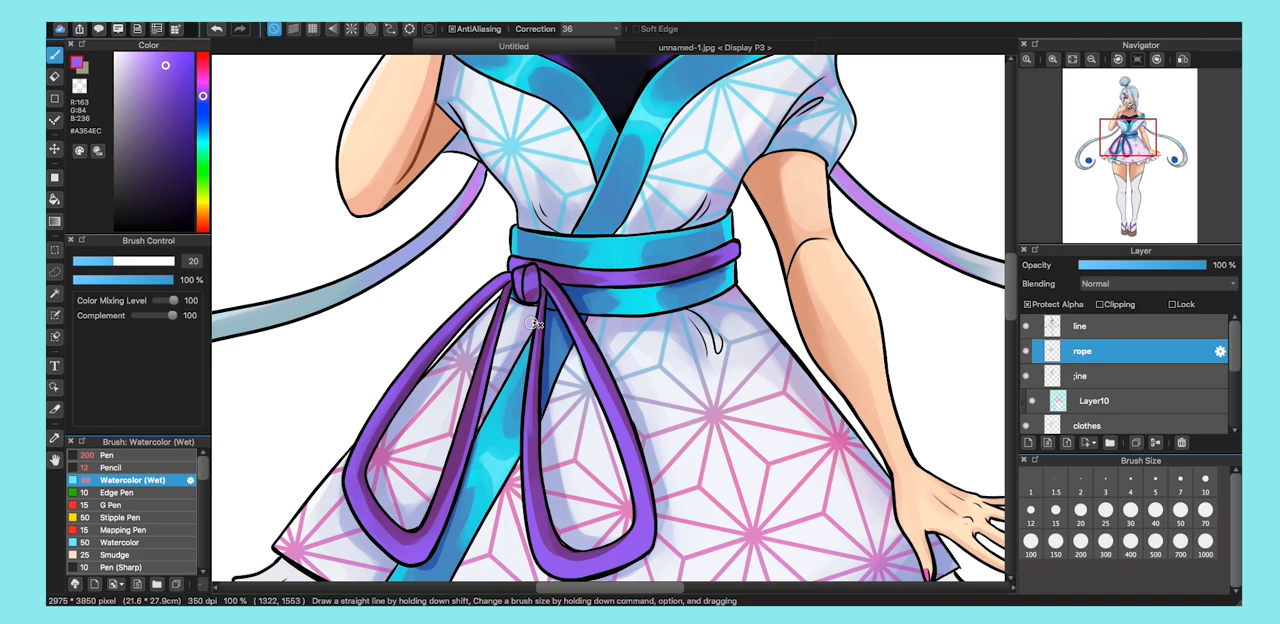 AntiAliasing Correction 36 Soft Edge
Color
Untitled
unnamed-1.jpg < Display P3 >
Navigator
R:163
G:84
B:236
#A354EC
Brush Control
20
100 %
Color Mixing Level 100
Complement 100
Layer
Opacity 100 %
Blending Normal
Protect Alpha Clipping Lock
line
rope
;ine
Layer10
clothes
Brush: Watercolor (Wet)
200 Pen
12 Pencil
Watercolor (Wet)
10 Edge Pen
15 G Pen
50 Stipple Pen
15 Mapping Pen
50 Watercolor
25 Smudge
10 Pen (Sharp)
Brush Size
1 1.5 2 3 4 5 7 10
12 15 20 25 30 40 50 70
100 150 200 300 400 500 700 1000
2975 * 3850 pixel (21.6 * 27.9cm) 350 dpi 100 % ( 1322, 1553 ) Draw a straight line by holding down shift, Change a brush size by holding down command, option, and dragging